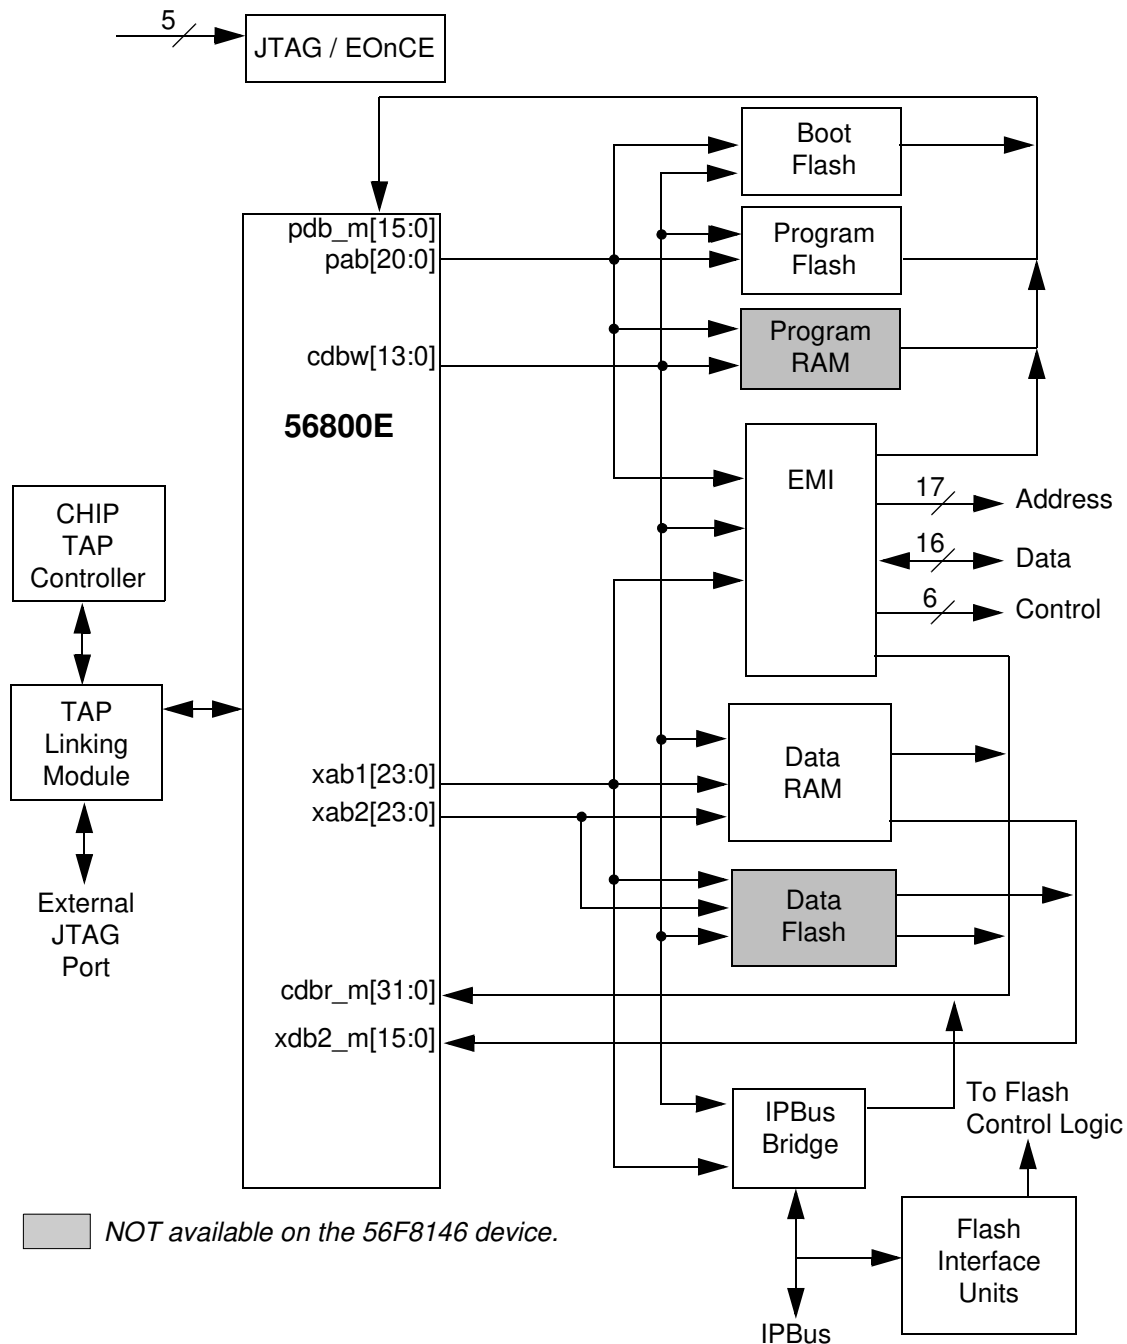 5
JTAG / EOnCE
Boot
Flash
pdb_m[15:0]
pab[20:0]
Program
Flash
cdbw[13:0]
Program
RAM
56800E
EMI
17
Address
16
Data
6
Control
CHIP
TAP
Controller
TAP
Linking
Module
External
JTAG
Port
xab1[23:0]
xab2[23:0]
Data
RAM
Data
Flash
cdbr_m[31:0]
xdb2_m[15:0]
IPBus
Bridge
To Flash
Control Logic
Flash
Interface
Units
IPBus
NOT available on the 56F8146 device.